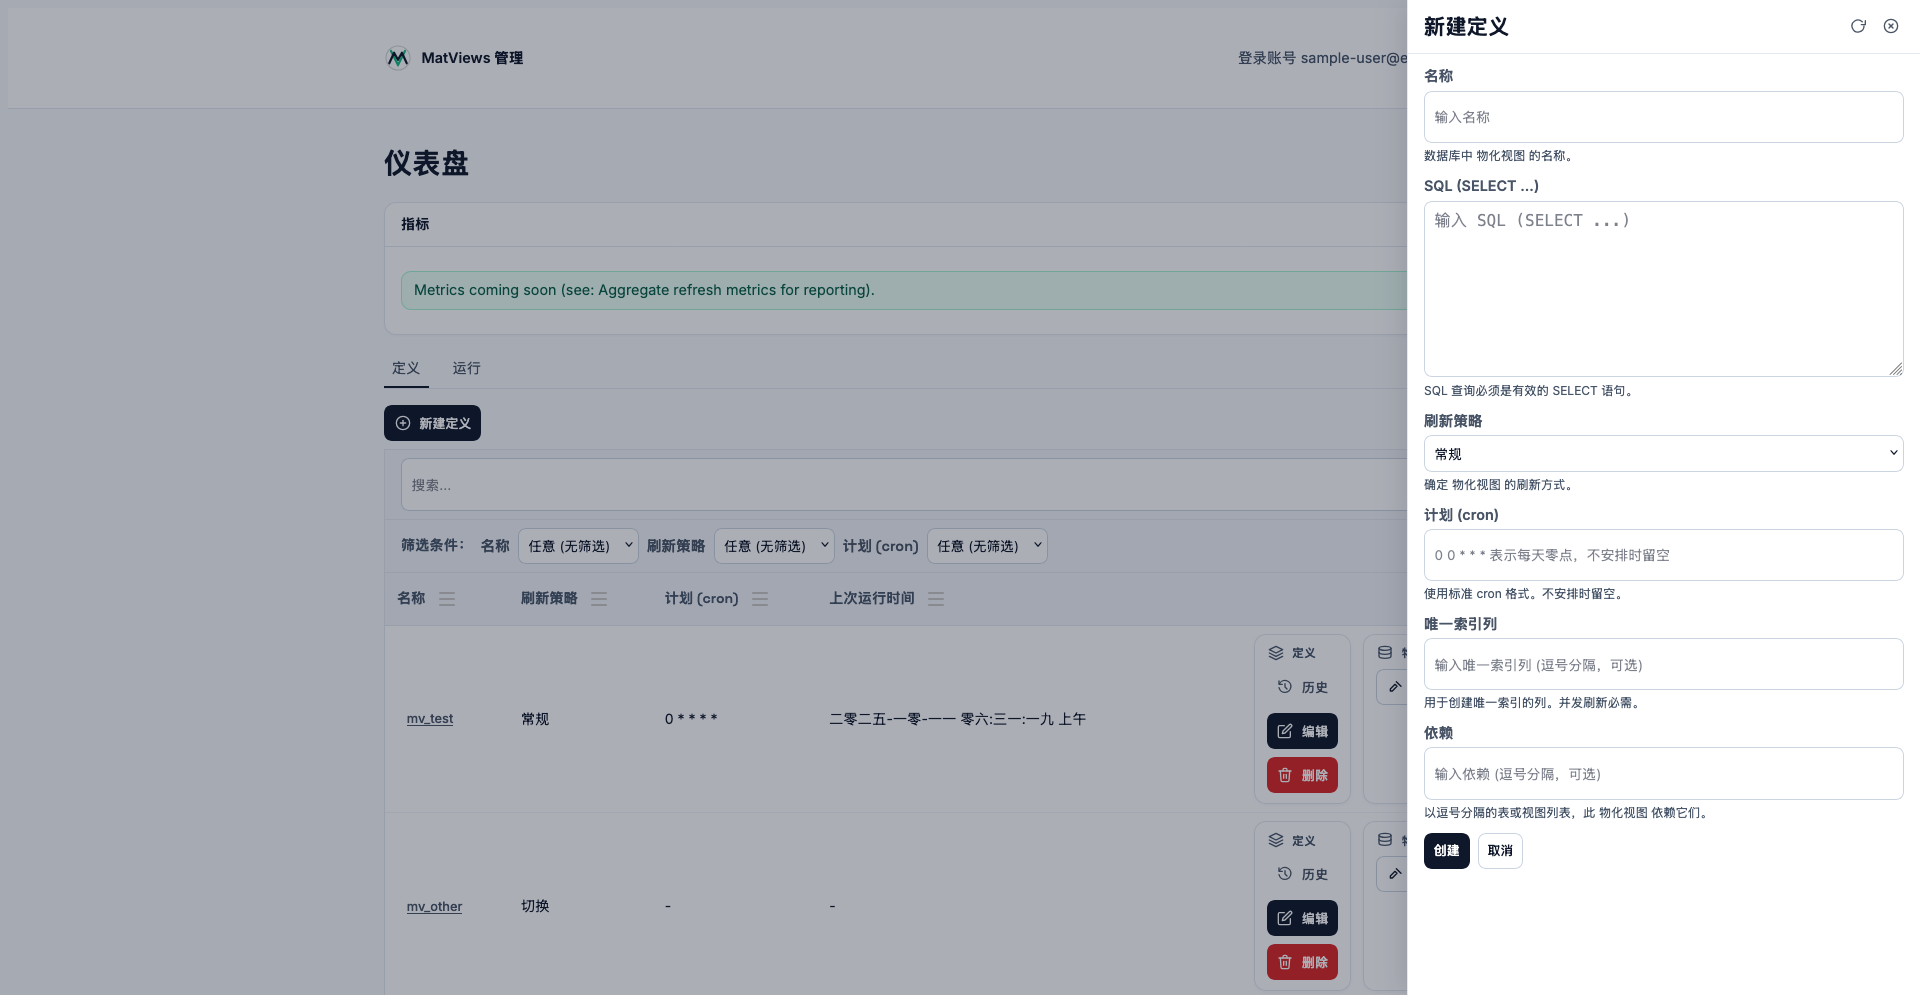 MatViews 管理
登录账号 sample-user@e
仪表盘
指标
Metrics coming soon (see: Aggregate refresh metrics for reporting).
定义 运行
新建定义
搜索...
筛选条件： 名称 任意 (无筛选) 刷新策略 任意 (无筛选) 计划 (cron) 任意 (无筛选)
名称 刷新策略 计划 (cron) 上次运行时间
mv_test 常规 0 * * * * 二零二五-一零-一一 零六:三一:一九 上午
定义
历史
编辑
删除
mv_other 切换 - -
定义
历史
编辑
删除
新建定义
名称
输入名称
数据库中 物化视图 的名称。
SQL (SELECT ...)
输入 SQL (SELECT ...)
SQL 查询必须是有效的 SELECT 语句。
刷新策略
常规
确定 物化视图 的刷新方式。
计划 (cron)
0 0 * * * 表示每天零点，不安排时留空
使用标准 cron 格式。不安排时留空。
唯一索引列
输入唯一索引列 (逗号分隔，可选)
用于创建唯一索引的列。并发刷新必需。
依赖
输入依赖 (逗号分隔，可选)
以逗号分隔的表或视图列表，此 物化视图 依赖它们。
创建 取消